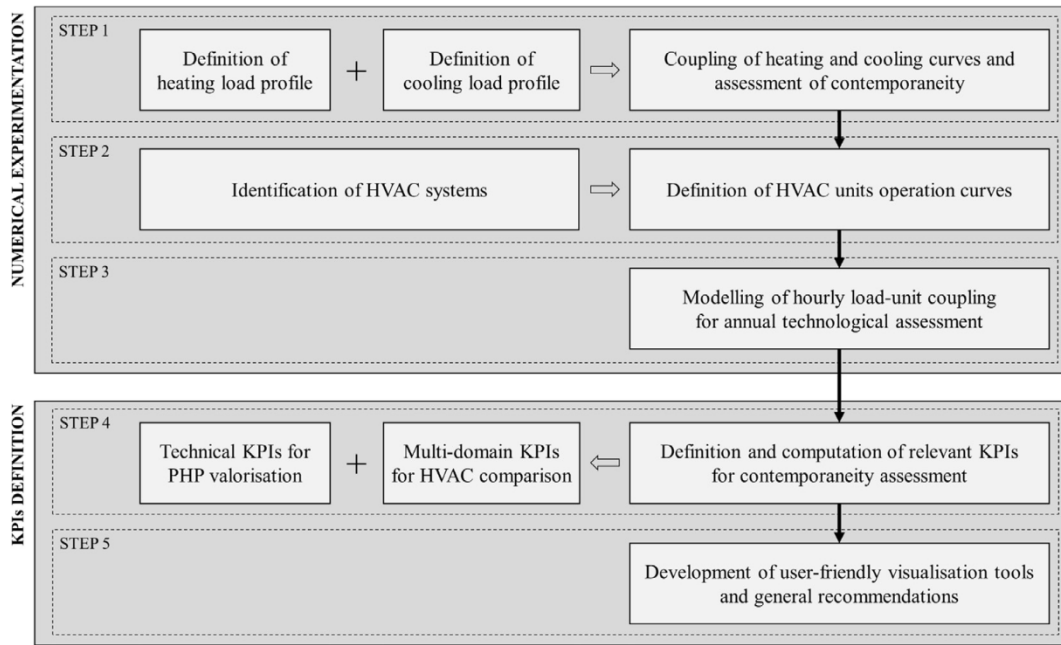 NUMERICAL EXPERIMENTATION
STEP 1
Definition of
heating load profile
+
Definition of
cooling load profile
Coupling of heating and cooling curves and
assessment of contemporaneity
STEP 2
Identification of HVAC systems
Definition of HVAC units operation curves
STEP 3
Modelling of hourly load-unit coupling
for annual technological assessment
KPIs DEFINITION
STEP 4
Technical KPIs for
PHP valorisation
+
Multi-domain KPIs
for HVAC comparison
Definition and computation of relevant KPIs
for contemporaneity assessment
STEP 5
Development of user-friendly visualisation tools
and general recommendations